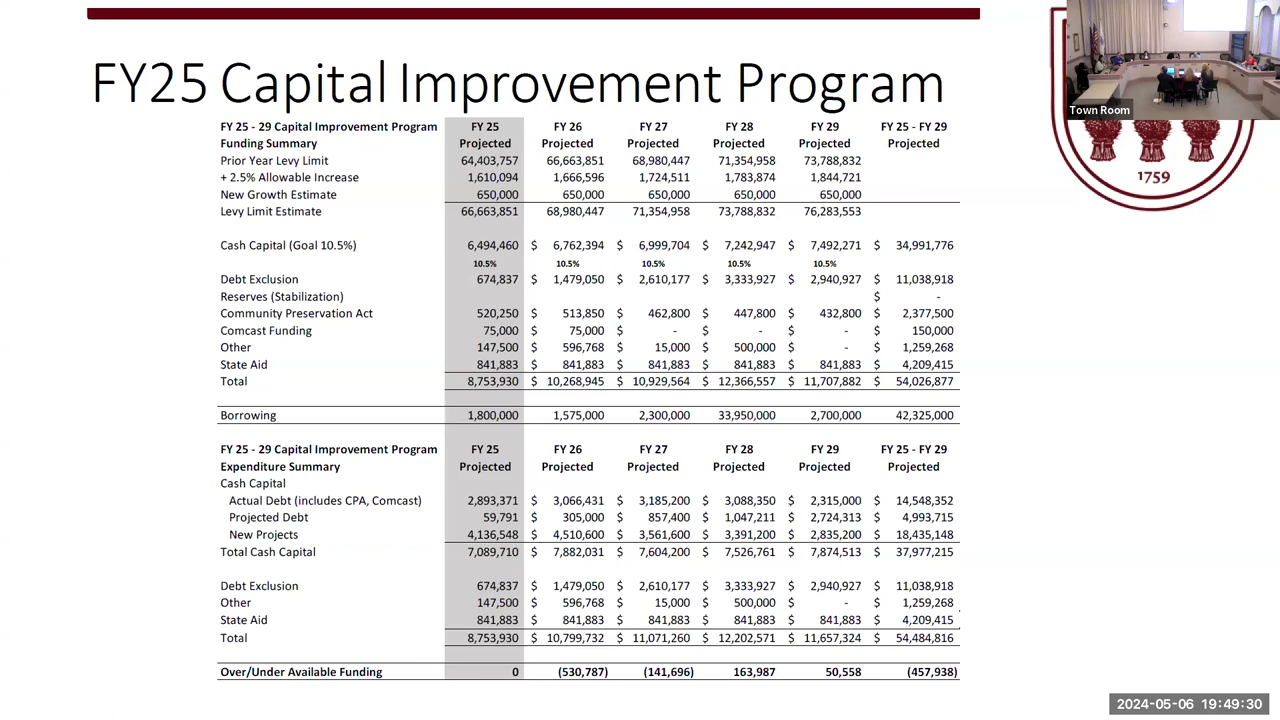 FY25 Capital Improvement Program
Town Room
1759
FY 25 - 29 Capital Improvement Program FY 25 FY 26 FY 27 FY 28 FY 29 FY 25 - FY 29
Funding Summary Projected Projected Projected Projected Projected Projected
Prior Year Levy Limit 64,403,757 66,663,851 68,980,447 71,354,958 73,788,832
+ 2.5% Allowable Increase 1,610,094 1,666,596 1,724,511 1,783,874 1,844,721
New Growth Estimate 650,000 650,000 650,000 650,000 650,000
Levy Limit Estimate 66,663,851 68,980,447 71,354,958 73,788,832 76,283,553
Cash Capital (Goal 10.5%) 6,494,460 $ 6,762,394 $ 6,999,704 $ 7,242,947 $ 7,492,271 $ 34,991,776
10.5% 10.5% 10.5% 10.5% 10.5%
Debt Exclusion 674,837 $ 1,479,050 $ 2,610,177 $ 3,333,927 $ 2,940,927 $ 11,038,918
Reserves (Stabilization) $ -
Community Preservation Act 520,250 $ 513,850 $ 462,800 $ 447,800 $ 432,800 $ 2,377,500
Comcast Funding 75,000 $ 75,000 $ - $ - $ - $ 150,000
Other 147,500 $ 596,768 $ 15,000 $ 500,000 $ - $ 1,259,268
State Aid 841,883 $ 841,883 $ 841,883 $ 841,883 $ 841,883 $ 4,209,415
Total 8,753,930 $ 10,268,945 $ 10,929,564 $ 12,366,557 $ 11,707,882 $ 54,026,877
Borrowing 1,800,000 1,575,000 2,300,000 33,950,000 2,700,000 42,325,000
FY 25 - 29 Capital Improvement Program FY 25 FY 26 FY 27 FY 28 FY 29 FY 25 - FY 29
Expenditure Summary Projected Projected Projected Projected Projected Projected
Cash Capital
Actual Debt (includes CPA, Comcast) 2,893,371 $ 3,066,431 $ 3,185,200 $ 3,088,350 $ 2,315,000 $ 14,548,352
Projected Debt 59,791 $ 305,000 $ 857,400 $ 1,047,211 $ 2,724,313 $ 4,993,715
New Projects 4,136,548 $ 4,510,600 $ 3,561,600 $ 3,391,200 $ 2,835,200 $ 18,435,148
Total Cash Capital 7,089,710 $ 7,882,031 $ 7,604,200 $ 7,526,761 $ 7,874,513 $ 37,977,215
Debt Exclusion 674,837 $ 1,479,050 $ 2,610,177 $ 3,333,927 $ 2,940,927 $ 11,038,918
Other 147,500 $ 596,768 $ 15,000 $ 500,000 $ - $ 1,259,268
State Aid 841,883 $ 841,883 $ 841,883 $ 841,883 $ 841,883 $ 4,209,415
Total 8,753,930 $ 10,799,732 $ 11,071,260 $ 12,202,571 $ 11,657,324 $ 54,484,816
Over/Under Available Funding 0 (530,787) (141,696) 163,987 50,558 (457,938)
2024-05-06 19:49:30